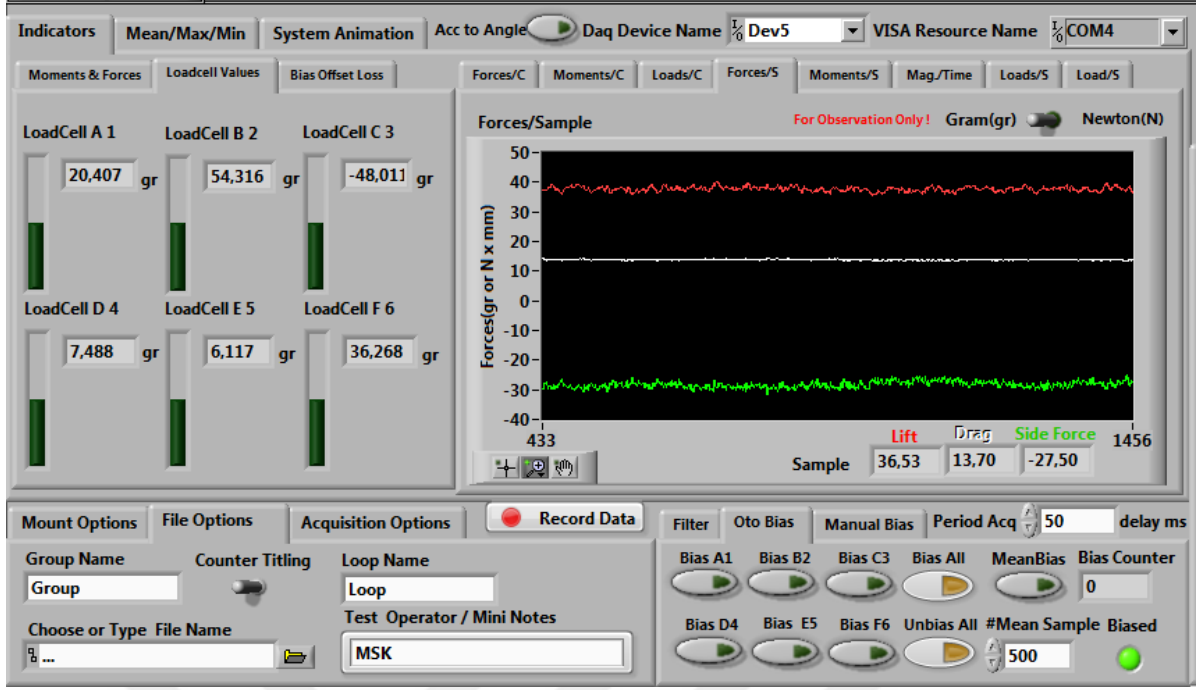 Indicators Mean/Max/Min System Animation Acc to Angle Daq Device Name I/O Dev5 VISA Resource Name I/O COM4
Moments & Forces Loadcell Values Bias Offset Loss
LoadCell A 1 LoadCell B 2 LoadCell C 3
20,407 gr 54,316 gr -48,011 gr
LoadCell D 4 LoadCell E 5 LoadCell F 6
7,488 gr 6,117 gr 36,268 gr
Forces/C Moments/C Loads/C Forces/S Moments/S Mag./Time Loads/S Load/S
Forces/Sample For Observation Only ! Gram(gr) Newton(N)
Forces(gr or N x mm)
50
40
30
20
10
0
-10
-20
-30
-40
433 1456
Lift Drag Side Force
Sample 36,53 13,70 -27,50
Mount Options File Options Acquisition Options Record Data
Group Name Counter Titling Loop Name
Group Loop
Choose or Type File Name Test Operator / Mini Notes
... MSK
Filter Oto Bias Manual Bias Period Acq 50 delay ms
Bias A1 Bias B2 Bias C3 Bias All MeanBias Bias Counter
0
Bias D4 Bias E5 Bias F6 Unbias All #Mean Sample Biased
500